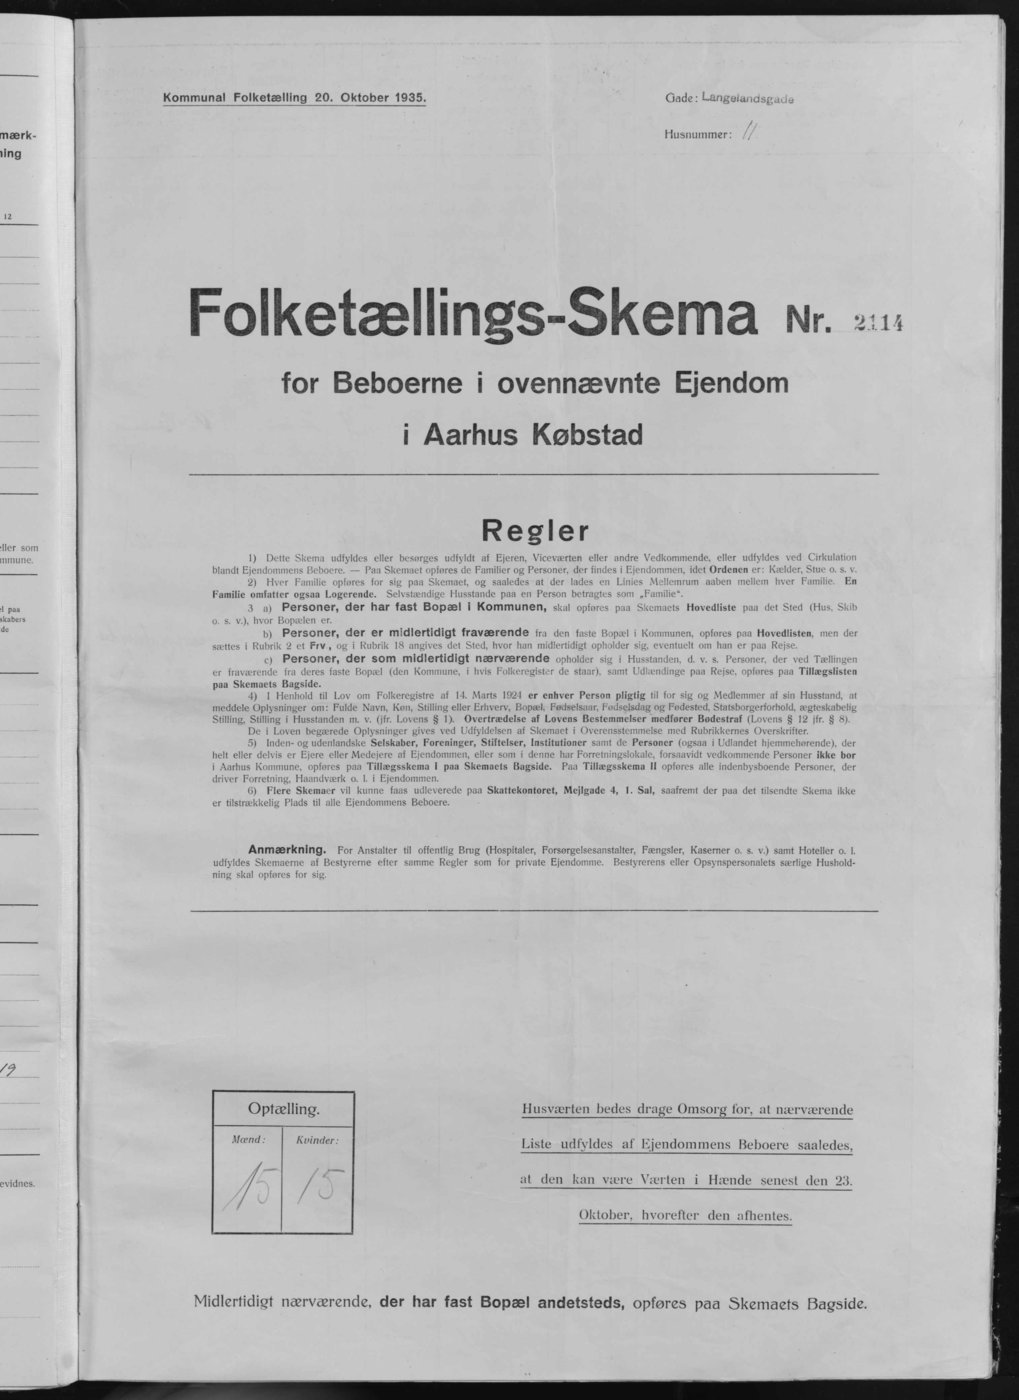 mærk-
ning
12
eller som
mmune.
el paa
skabers
de
19
evidnes.
Kommunal Folketælling 20. Oktober 1935.
Gade: Langelandsgade
Husnummer: 11
Folketællings-Skema Nr. 2114
for Beboerne i ovennævnte Ejendom
i Aarhus Købstad
Regler
1) Dette Skema udfyldes eller besørges udfyldt af Ejeren, Viceværten eller andre Vedkommende, eller udfyldes ved Cirkulation
blandt Ejendommens Beboere. — Paa Skemaet opføres de Familier og Personer, der findes i Ejendommen, idet Ordenen er: Kælder, Stue o. s. v.
2) Hver Familie opføres for sig paa Skemaet, og saaledes at der lades en Linies Mellemrum aaben mellem hver Familie. En
Familie omfatter ogsaa Logerende. Selvstændige Husstande paa en Person betragtes som „Familie“.
3 a) Personer, der har fast Bopæl i Kommunen, skal opføres paa Skemaets Hovedliste paa det Sted (Hus, Skib
o. s. v.), hvor Bopælen er.
b) Personer, der er midlertidigt fraværende fra den faste Bopæl i Kommunen, opføres paa Hovedlisten, men der
sættes i Rubrik 2 et Frv., og i Rubrik 18 angives det Sted, hvor han midlertidigt opholder sig, eventuelt om han er paa Rejse.
c) Personer, der som midlertidigt nærværende opholder sig i Husstanden, d. v. s. Personer, der ved Tællingen
er fraværende fra deres faste Bopæl (den Kommune, i hvis Folkeregister de staar), samt Udlændinge paa Rejse, opføres paa Tillægslisten
paa Skemaets Bagside.
4) I Henhold til Lov om Folkeregistre af 14. Marts 1924 er enhver Person pligtig til for sig og Medlemmer af sin Husstand, at
meddele Oplysninger om: Fulde Navn, Køn, Stilling eller Erhverv, Bopæl, Fødselsaar, Fødselsdag og Fødested, Statsborgerforhold, ægteskabelig
Stilling, Stilling i Husstanden m. v. (jfr. Lovens § 1). Overtrædelse af Lovens Bestemmelser medfører Bødestraf (Lovens § 12 jfr. § 8).
De i Loven begærede Oplysninger gives ved Udfyldelsen af Skemaet i Overensstemmelse med Rubrikkernes Overskrifter.
5) Inden- og udenlandske Selskaber, Foreninger, Stiftelser, Institutioner samt de Personer (ogsaa i Udlandet hjemmehørende), der
helt eller delvis er Ejere eller Medejere af Ejendommen, eller som i denne har Forretningslokale, forsaavidt vedkommende Personer ikke bor
i Aarhus Kommune, opføres paa Tillægsskema I paa Skemaets Bagside. Paa Tillægsskema II opføres alle indenbysboende Personer, der
driver Forretning, Haandværk o. l. i Ejendommen.
6) Flere Skemaer vil kunne faas udleverede paa Skattekontoret, Mejlgade 4, 1. Sal, saafremt der paa det tilsendte Skema ikke
er tilstrækkelig Plads til alle Ejendommens Beboere.
Anmærkning. For Anstalter til offentlig Brug (Hospitaler, Forsørgelsesanstalter, Fængsler, Kaserner o. s. v.) samt Hoteller o. l.
udfyldes Skemaerne af Bestyrerne efter samme Regler som for private Ejendomme. Bestyrerens eller Opsynspersonalets særlige Hushold-
ning skal opføres for sig.
Optælling.
Mænd: Kvinder:
15 15
Husværten bedes drage Omsorg for, at nærværende
Liste udfyldes af Ejendommens Beboere saaledes,
at den kan være Værten i Hænde senest den 23.
Oktober, hvorefter den afhentes.
Midlertidigt nærværende, der har fast Bopæl andetsteds, opføres paa Skemaets Bagside.